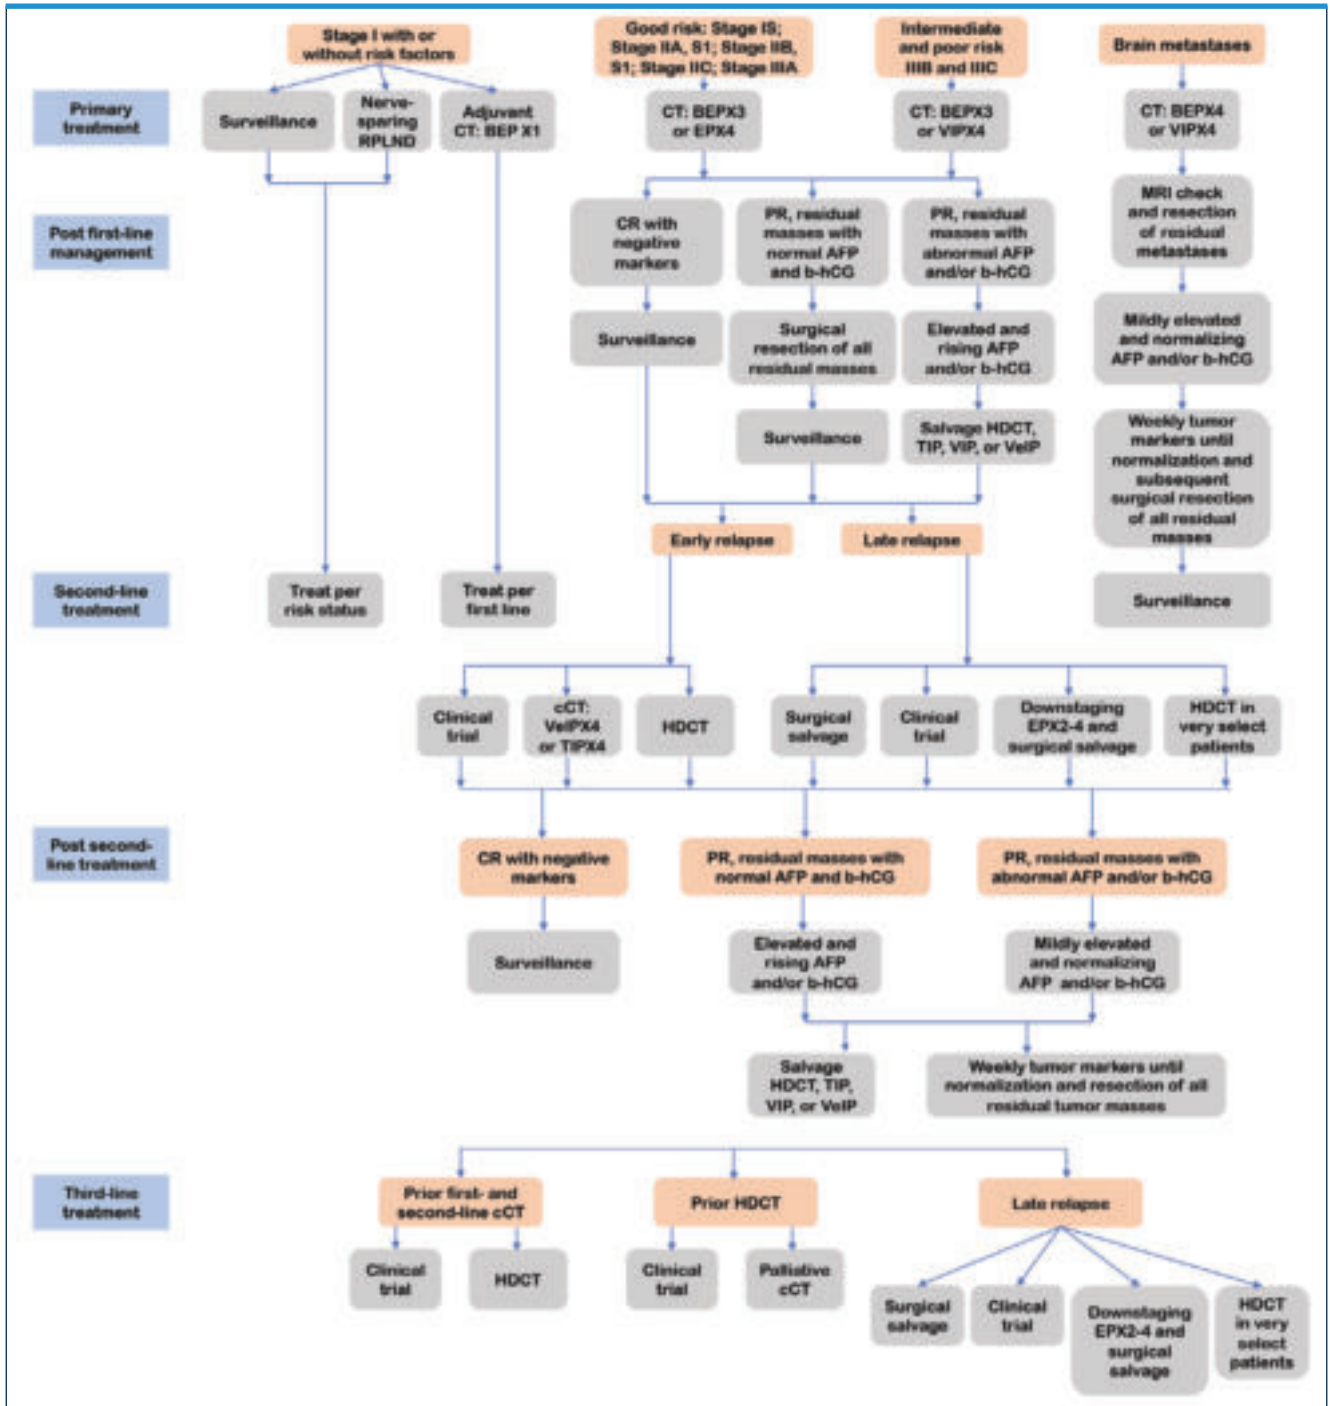 Stage I with or
without risk factors
Good risk: Stage IS;
Stage IIA, S1; Stage IIB,
S1; Stage IIC; Stage IIIA
Intermediate
and poor risk
IIIB and IIIC
Brain metastases
Primary
treatment
Surveillance
Nerve-
sparing
RPLND
Adjuvant
CT: BEP X1
CT: BEPX3
or EPX4
CT: BEPX3
or VIPX4
CT: BEPX4
or VIPX4
Post first-line
management
CR with
negative
markers
PR, residual
masses with
normal AFP
and b-hCG
PR, residual
masses with
abnormal AFP
and/or b-hCG
MRI check
and resection
of residual
metastases
Surveillance
Surgical
resection of all
residual masses
Elevated and
rising AFP
and/or b-hCG
Mildly elevated
and normalizing
AFP and/or b-hCG
Surveillance
Salvage HDCT,
TIP, VIP, or VeIP
Weekly tumor
markers until
normalization and
subsequent
surgical resection
of all residual
masses
Early relapse
Late relapse
Second-line
treatment
Treat per
risk status
Treat per
first line
Surveillance
Clinical
trial
cCT:
VeIPX4
or TIPX4
HDCT
Surgical
salvage
Clinical
trial
Downstaging
EPX2-4 and
surgical salvage
HDCT in
very select
patients
Post second-
line treatment
CR with negative
markers
PR, residual masses with
normal AFP and b-hCG
PR, residual masses with
abnormal AFP and/or b-hCG
Surveillance
Elevated and
rising AFP
and/or b-hCG
Mildly elevated
and normalizing
AFP and/or b-hCG
Salvage
HDCT, TIP,
VIP, or VeIP
Weekly tumor markers until
normalization and resection of all
residual tumor masses
Third-line
treatment
Prior first- and
second-line cCT
Prior HDCT
Late relapse
Clinical
trial
HDCT
Clinical
trial
Palliative
cCT
Surgical
salvage
Clinical
trial
Downstaging
EPX2-4 and
surgical
salvage
HDCT
in very
select
patients